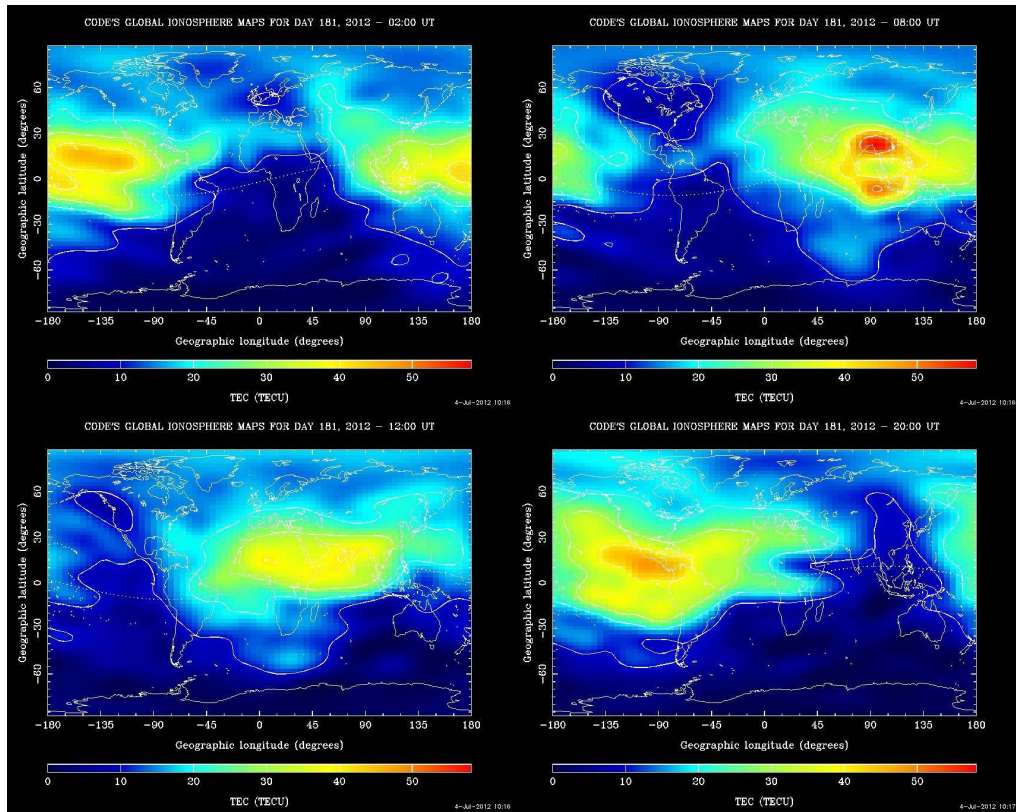 CODE'S GLOBAL IONOSPHERE MAPS FOR DAY 181, 2012 − 02:00 UT
Geographic latitude (degrees)
60
30
0
−30
−60
−180 −135 −90 −45 0 45 90 135 180
Geographic longitude (degrees)
0 10 20 30 40 50
TEC (TECU)
4-Jul-2012 10:16
CODE'S GLOBAL IONOSPHERE MAPS FOR DAY 181, 2012 − 08:00 UT
Geographic latitude (degrees)
60
30
0
−30
−60
−180 −135 −90 −45 0 45 90 135 180
Geographic longitude (degrees)
0 10 20 30 40 50
TEC (TECU)
4-Jul-2012 10:16
CODE'S GLOBAL IONOSPHERE MAPS FOR DAY 181, 2012 − 12:00 UT
Geographic latitude (degrees)
60
30
0
−30
−60
−180 −135 −90 −45 0 45 90 135 180
Geographic longitude (degrees)
0 10 20 30 40 50
TEC (TECU)
4-Jul-2012 10:16
CODE'S GLOBAL IONOSPHERE MAPS FOR DAY 181, 2012 − 20:00 UT
Geographic latitude (degrees)
60
30
0
−30
−60
−180 −135 −90 −45 0 45 90 135 180
Geographic longitude (degrees)
0 10 20 30 40 50
TEC (TECU)
4-Jul-2012 10:17